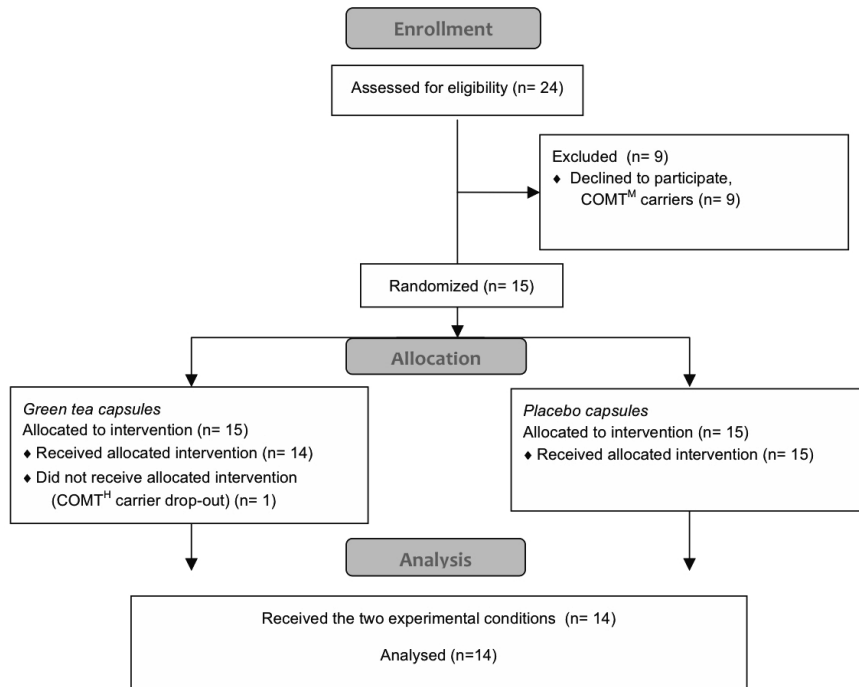 Enrollment
Assessed for eligibility (n= 24)
Excluded (n= 9)
♦ Declined to participate,
COMTᴹ carriers (n= 9)
Randomized (n= 15)
Allocation
Green tea capsules
Allocated to intervention (n= 15)
♦ Received allocated intervention (n= 14)
♦ Did not receive allocated intervention
(COMTᴴ carrier drop-out) (n= 1)
Placebo capsules
Allocated to intervention (n= 15)
♦ Received allocated intervention (n= 15)
Analysis
Received the two experimental conditions (n= 14)
Analysed (n=14)